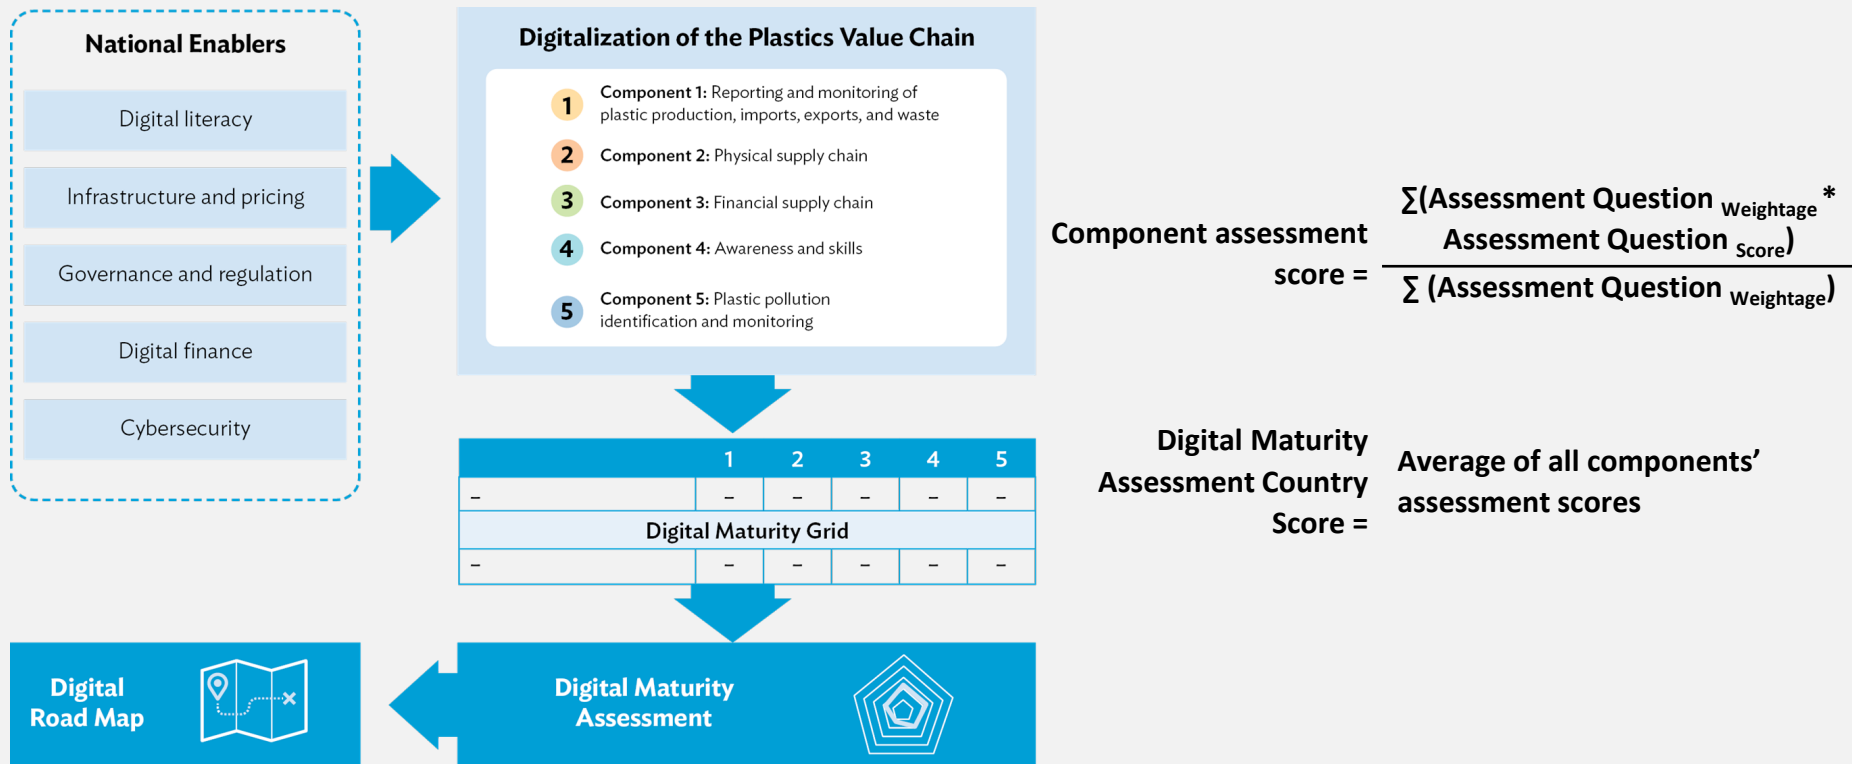 National Enablers
Digital literacy
Infrastructure and pricing
Governance and regulation
Digital finance
Cybersecurity
Digitalization of the Plastics Value Chain
1
Component 1: Reporting and monitoring of
plastic production, imports, exports, and waste
2
Component 2: Physical supply chain
3
Component 3: Financial supply chain
4
Component 4: Awareness and skills
5
Component 5: Plastic pollution
identification and monitoring
1 2 3 4 5
– – – – – –
Digital Maturity Grid
– – – – – –
Digital Maturity
Assessment
Digital
Road Map
Component assessment
score =
∑(Assessment Question Weightage *
Assessment Question Score)
∑ (Assessment Question Weightage)
Digital Maturity
Assessment Country
Score =
Average of all components’
assessment scores